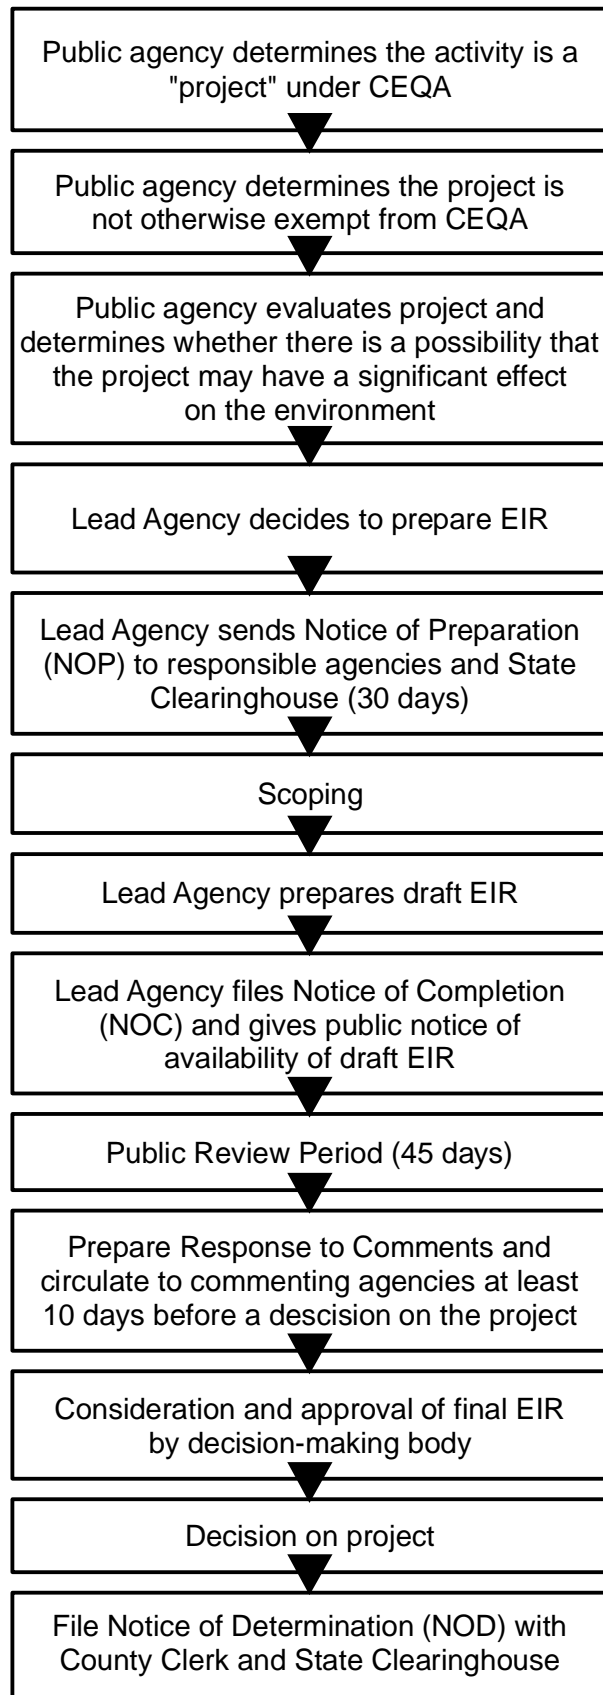 Public agency determines the activity is a
"project" under CEQA
Public agency determines the project is
not otherwise exempt from CEQA
Public agency evaluates project and
determines whether there is a possibility that
the project may have a significant effect
on the environment
Lead Agency decides to prepare EIR
Lead Agency sends Notice of Preparation
(NOP) to responsible agencies and State
Clearinghouse (30 days)
Scoping
Lead Agency prepares draft EIR
Lead Agency files Notice of Completion
(NOC) and gives public notice of
availability of draft EIR
Public Review Period (45 days)
Prepare Response to Comments and
circulate to commenting agencies at least
10 days before a descision on the project
Consideration and approval of final EIR
by decision-making body
Decision on project
File Notice of Determination (NOD) with
County Clerk and State Clearinghouse